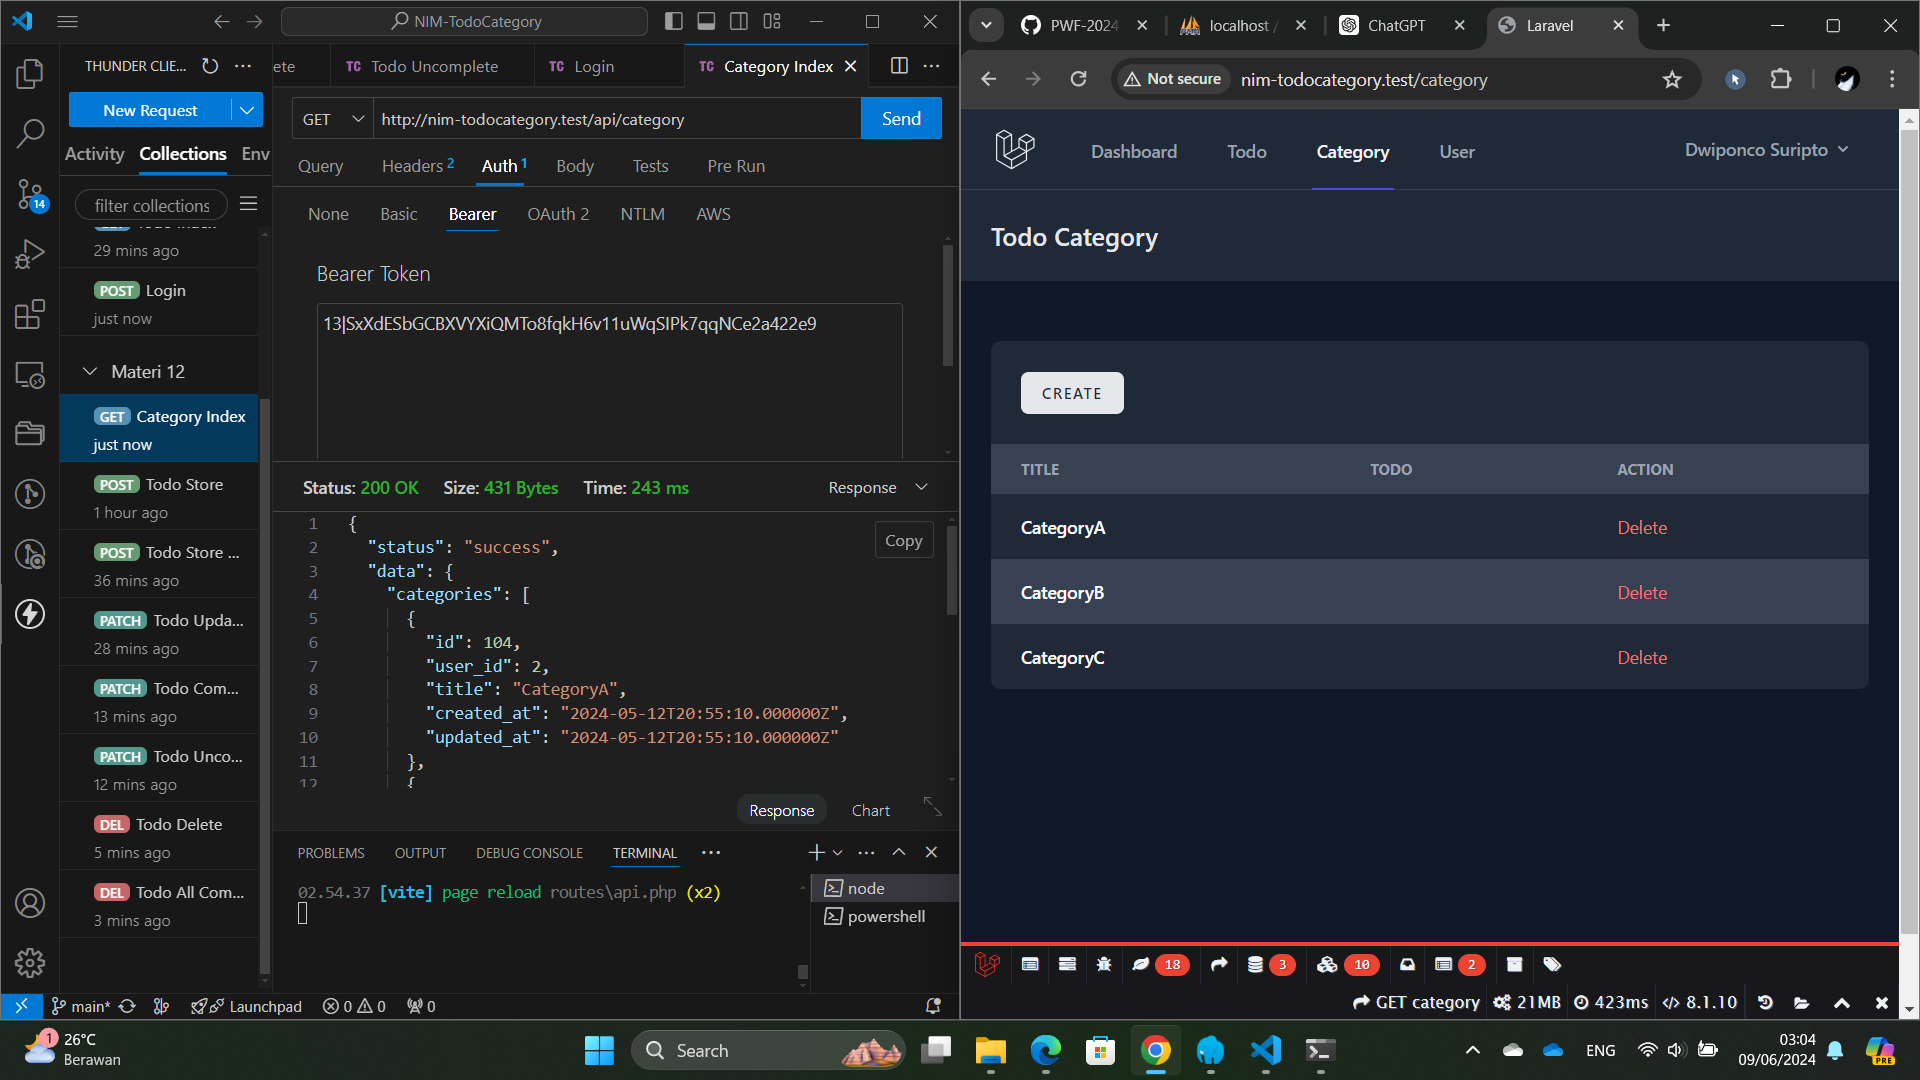 NIM-TodoCategory
THUNDER CLIE...
New Request
Activity
Collections
Env
filter collections
29 mins ago
POST Login
just now
Materi 12
GET Category Index
just now
POST Todo Store
1 hour ago
POST Todo Store ...
36 mins ago
PATCH Todo Upda...
28 mins ago
PATCH Todo Com...
13 mins ago
PATCH Todo Unco...
12 mins ago
DEL Todo Delete
5 mins ago
DEL Todo All Com...
3 mins ago
14
ete
TC Todo Uncomplete
TC Login
TC Category Index
GET
http://nim-todocategory.test/api/category
Send
Query
Headers 2
Auth 1
Body
Tests
Pre Run
None
Basic
Bearer
OAuth 2
NTLM
AWS
Bearer Token
13|SxXdESbGCBXVYXiQMTo8fqkH6v11uWqSIPk7qqNCe2a422e9
Status: 200 OK Size: 431 Bytes Time: 243 ms
Response
Copy
1 {
2 "status": "success",
3 "data": {
4 "categories": [
5 {
6 "id": 104,
7 "user_id": 2,
8 "title": "CategoryA",
9 "created_at": "2024-05-12T20:55:10.000000Z",
10 "updated_at": "2024-05-12T20:55:10.000000Z"
11 },
12 {
Response
Chart
PROBLEMS
OUTPUT
DEBUG CONSOLE
TERMINAL
02.54.37 [vite] page reload routes\api.php (x2)
node
powershell
main*
Launchpad
0
0
0
PWF-2024
localhost /
ChatGPT
Laravel
Not secure
nim-todocategory.test/category
Dashboard
Todo
Category
User
Dwiponco Suripto
Todo Category
CREATE
TITLE TODO ACTION
CategoryA Delete
CategoryB Delete
CategoryC Delete
18
3
10
2
GET category
21MB
423ms
8.1.10
1
26°C
Berawan
Search
ENG
03:04
09/06/2024
PRE